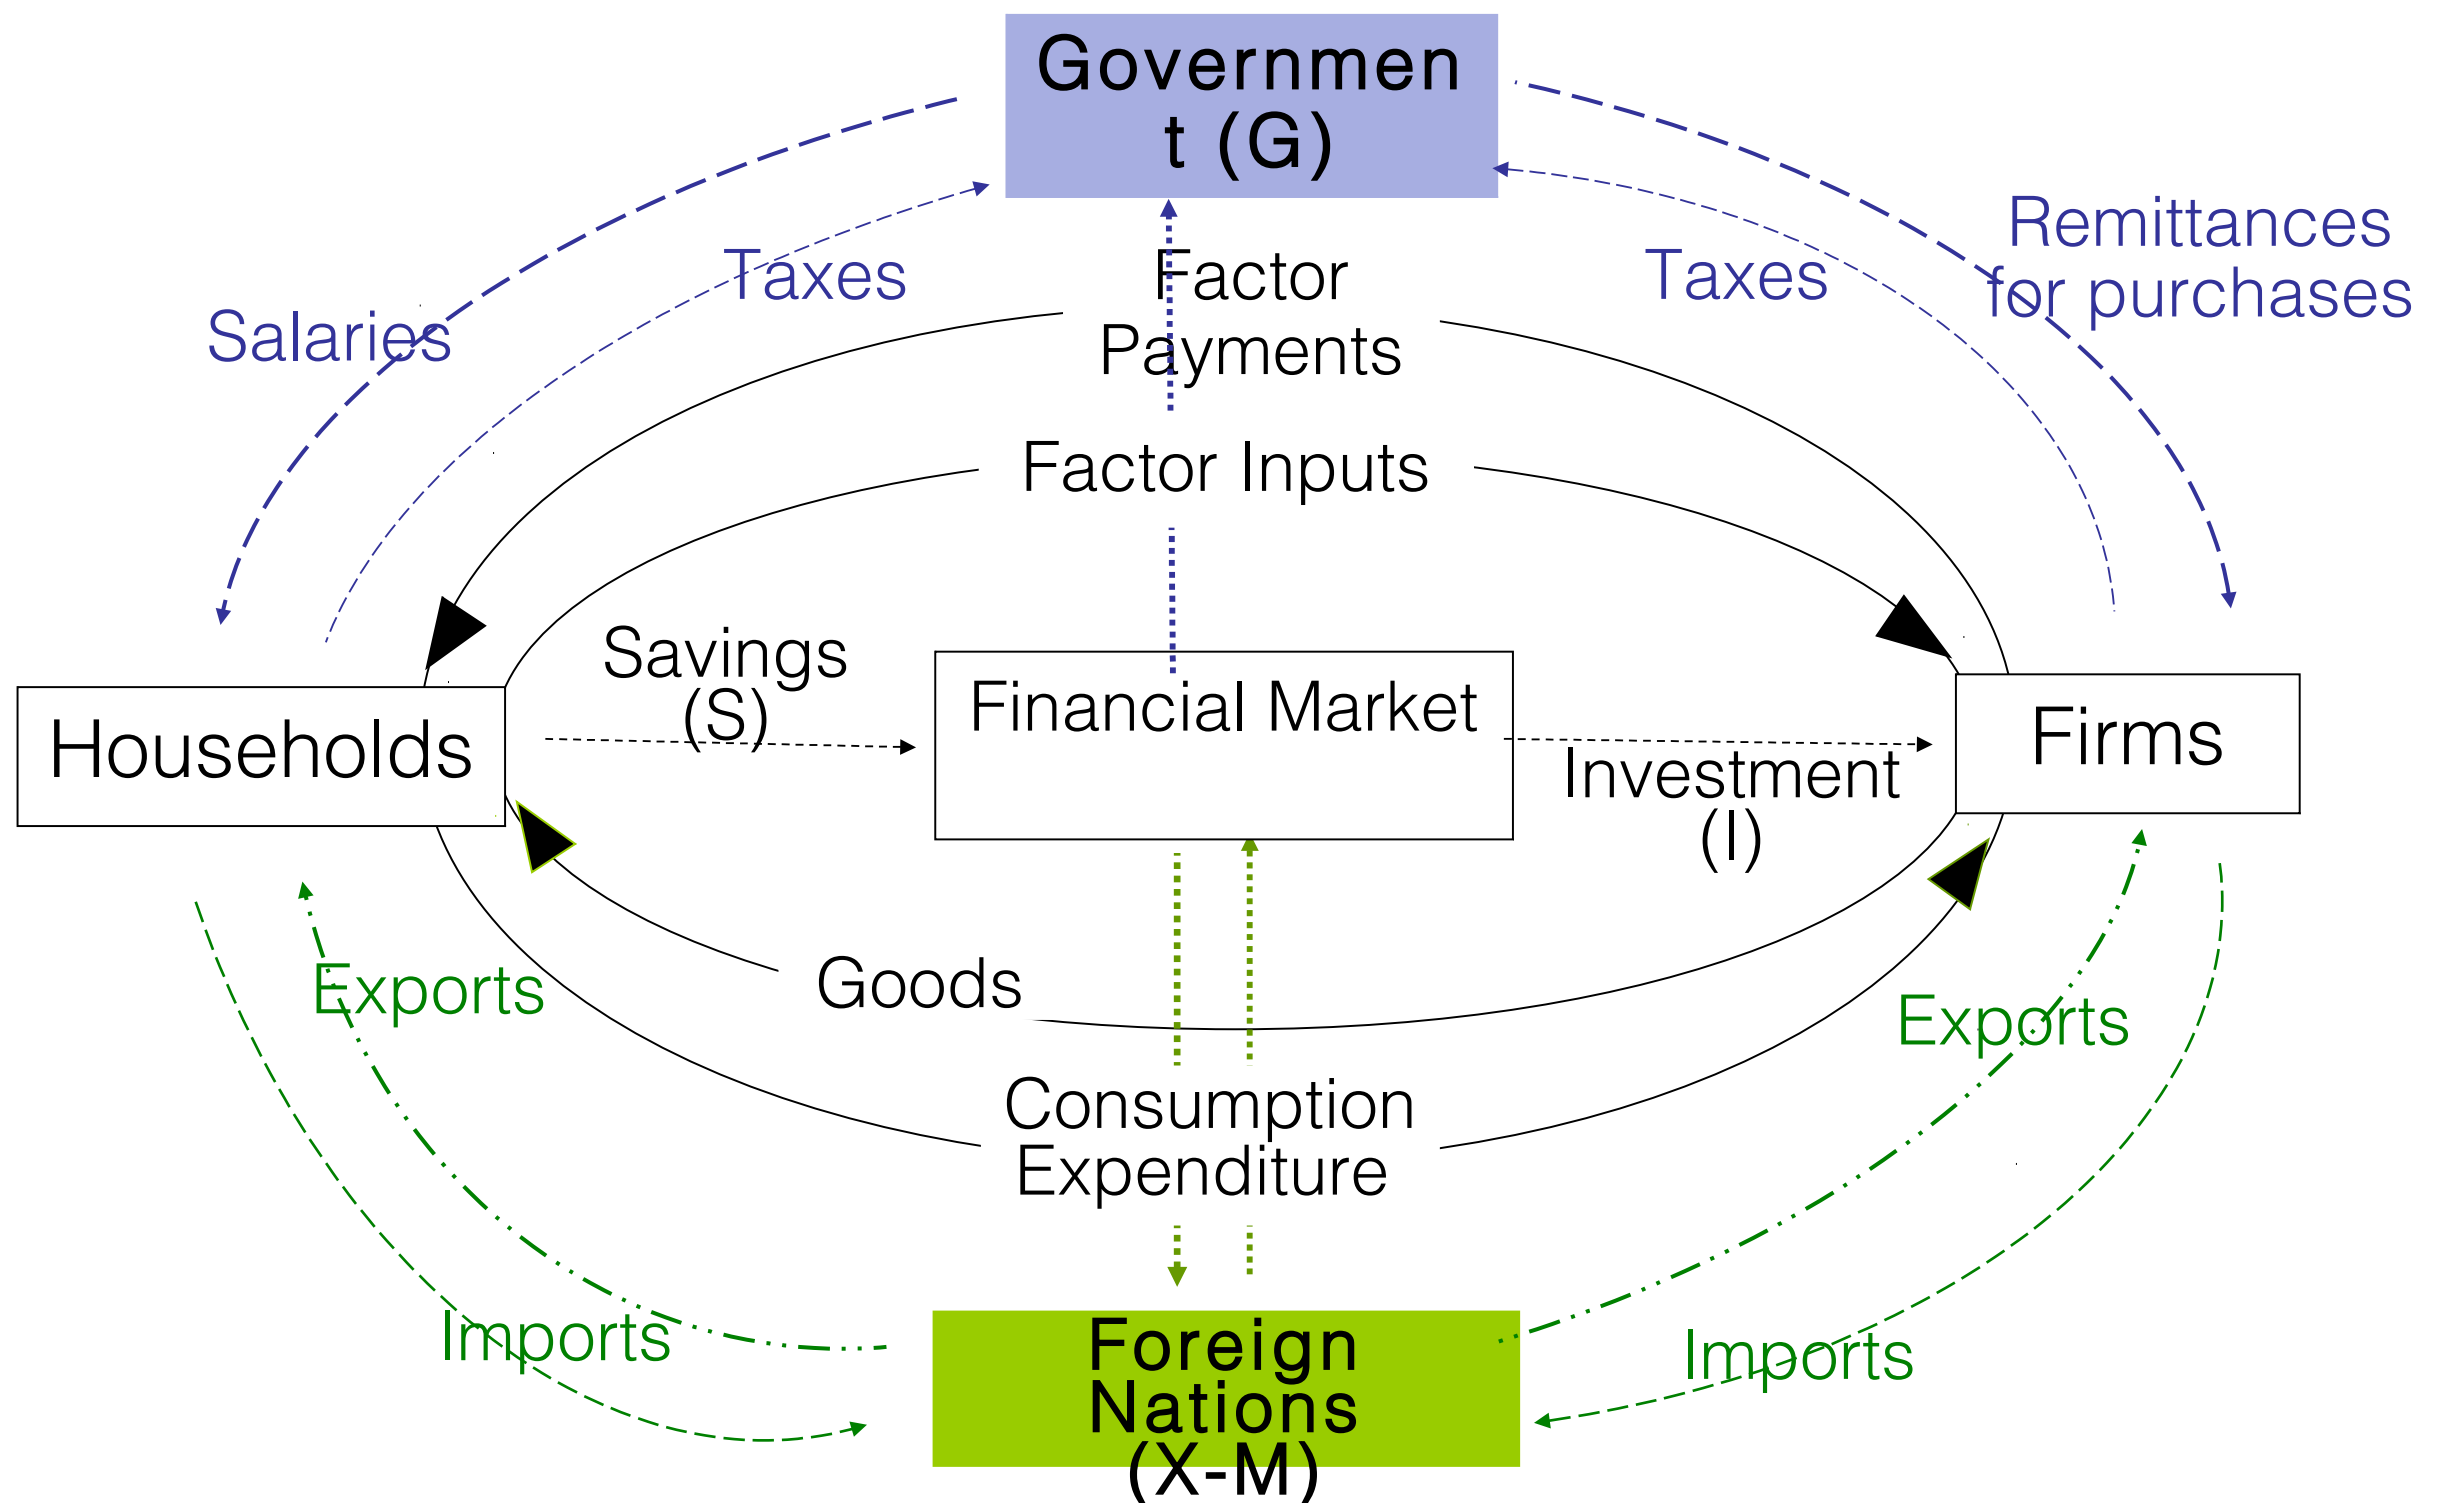 Governmen
t (G)
Remittances
for purchases
Factor
Payments
Taxes
Taxes
Salaries
Factor Inputs
Savings
(S)
Financial Market
Households
Firms
Investment
(I)
Goods
Exports
Exports
Consumption
Expenditure
Imports
Imports
Foreign
Nations
(X-M)